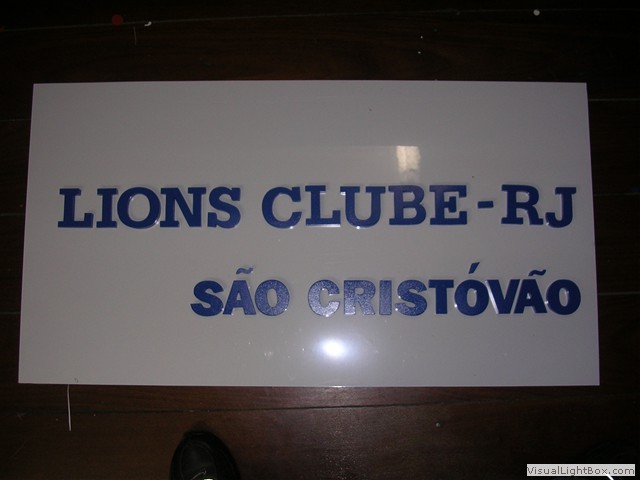 LIONS CLUBE-RJ
SÃO CRISTÓVÃO
VisualLightBox.com